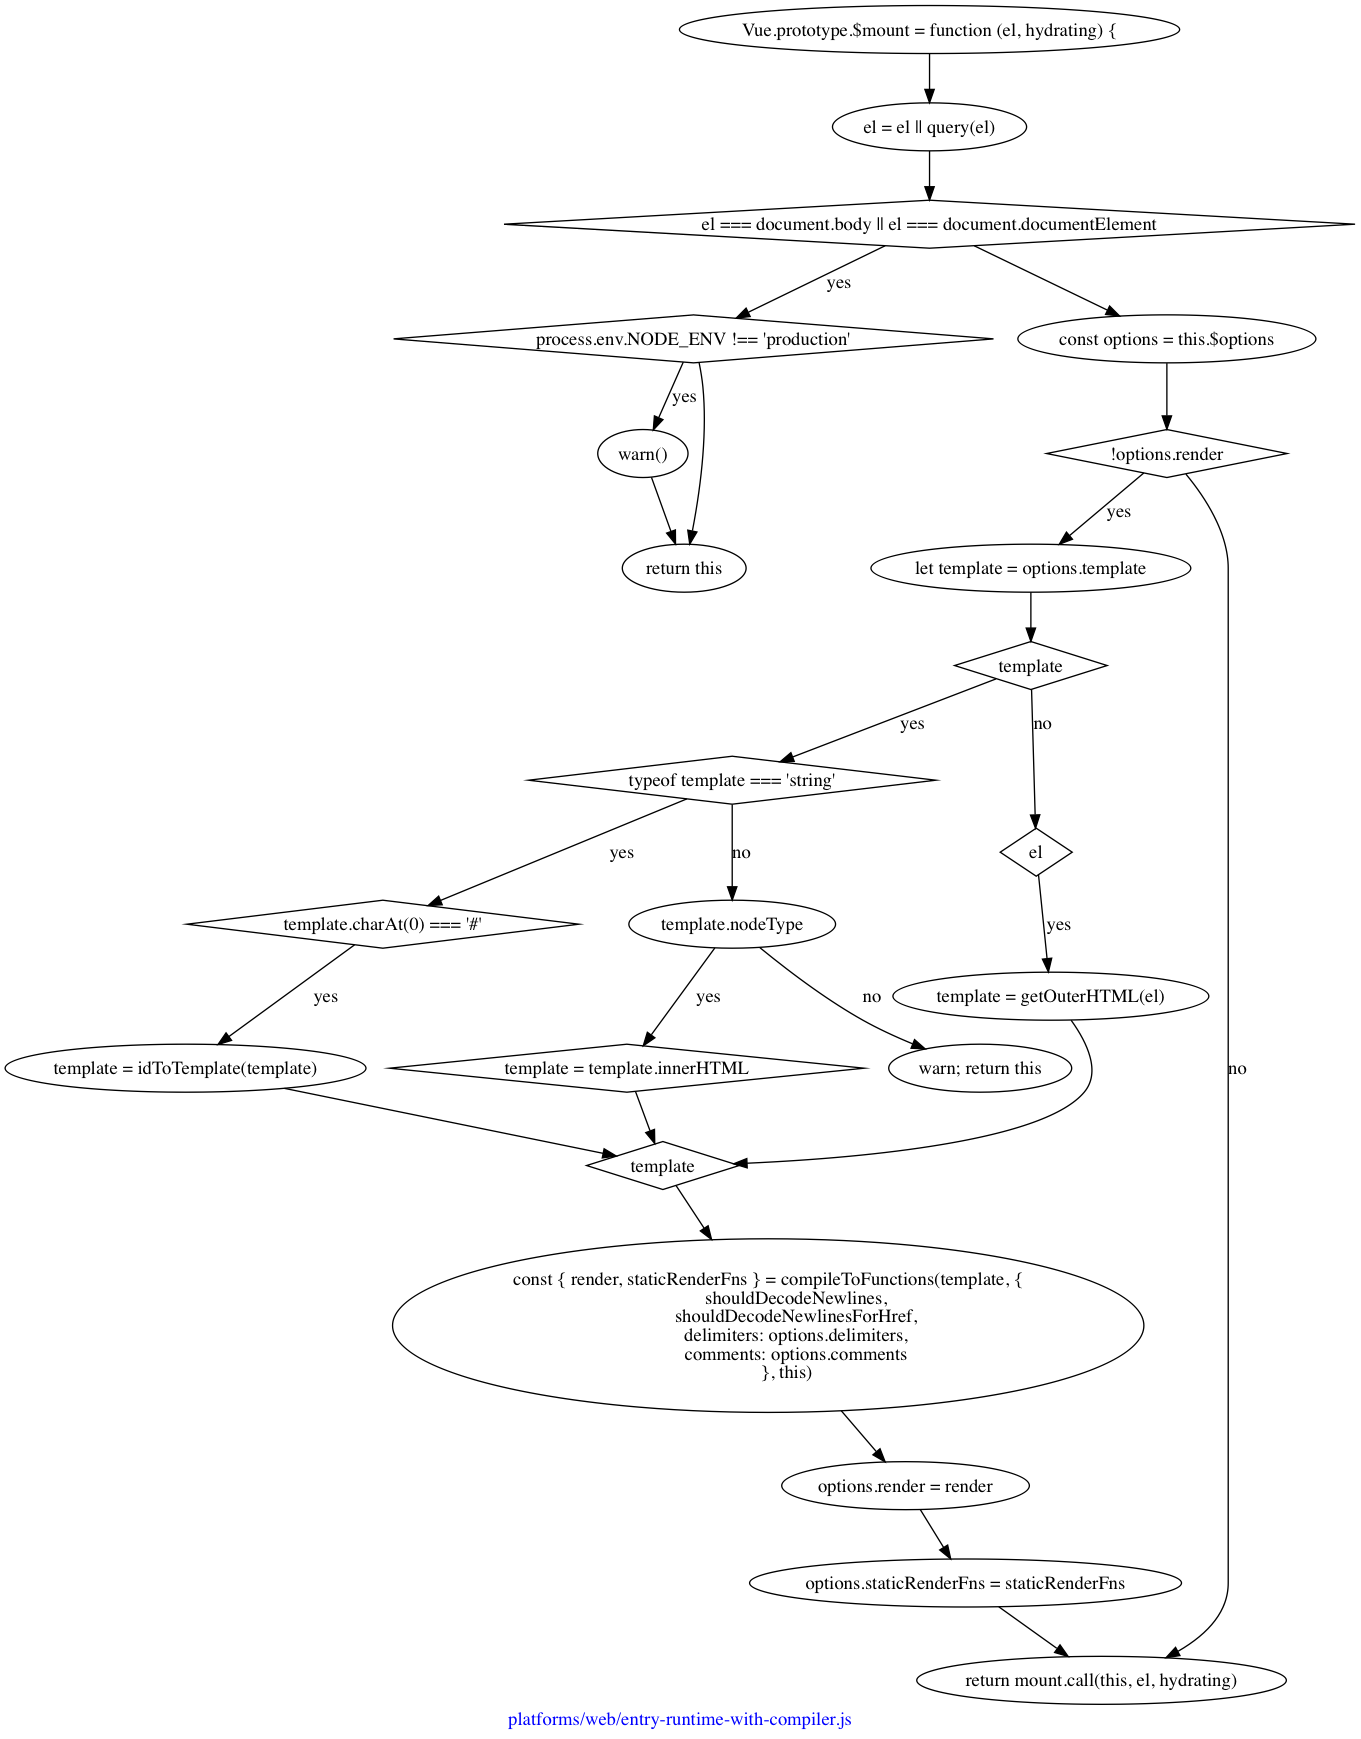 Vue.prototype.$mount = function (el, hydrating) {
el = el || query(el)
el === document.body || el === document.documentElement
yes
process.env.NODE_ENV !== 'production'
const options = this.$options
yes
warn()
!options.render
yes
return this
let template = options.template
template
yes
no
typeof template === 'string'
yes
no
el
template.charAt(0) === '#'
template.nodeType
yes
yes
yes
no
template = getOuterHTML(el)
template = idToTemplate(template)
template = template.innerHTML
warn; return this
no
template
const { render, staticRenderFns } = compileToFunctions(template, {
shouldDecodeNewlines,
shouldDecodeNewlinesForHref,
delimiters: options.delimiters,
comments: options.comments
}, this)
options.render = render
options.staticRenderFns = staticRenderFns
return mount.call(this, el, hydrating)
platforms/web/entry-runtime-with-compiler.js